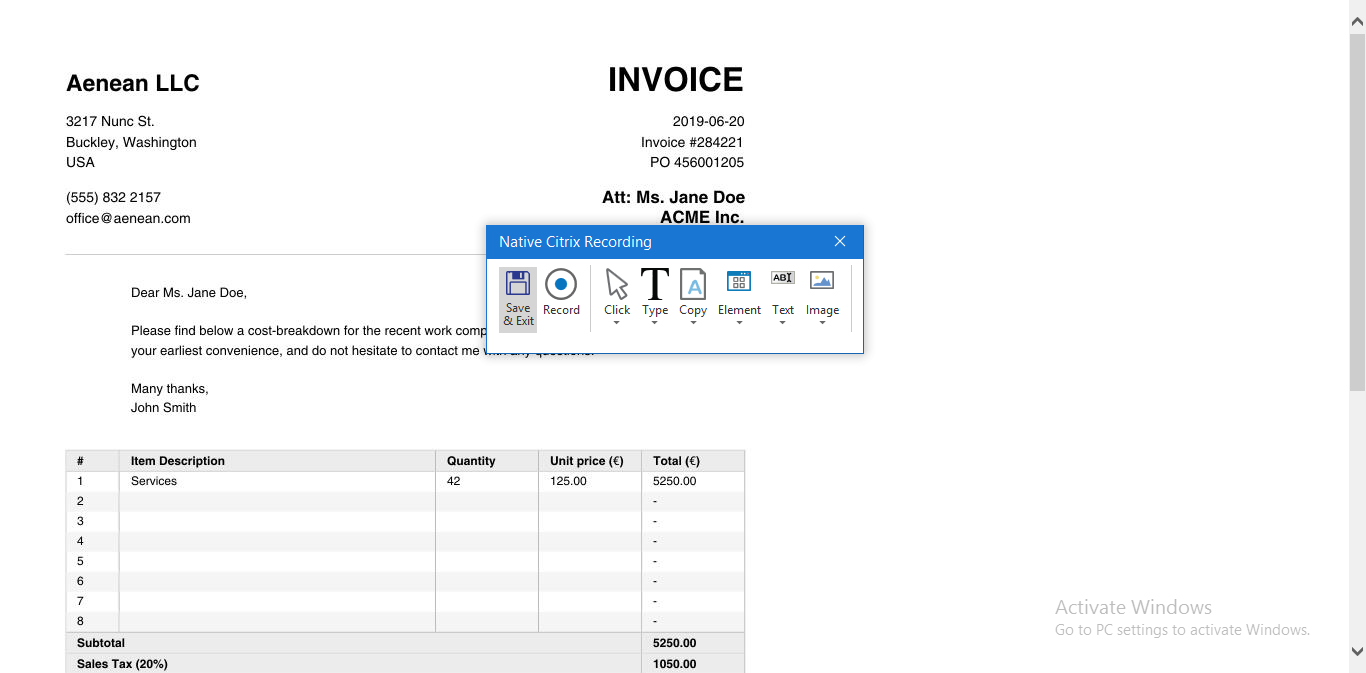 Aenean LLC
INVOICE
3217 Nunc St.
2019-06-20
Buckley, Washington
Invoice #284221
USA
PO 456001205
(555) 832 2157
Att: Ms. Jane Doe
office@aenean.com
ACME Inc.
Native Citrix Recording
Save & Exit
Record
Click
Type
Copy
Element
Text
Image
T
A
ABI
Dear Ms. Jane Doe,
Please find below a cost-breakdown for the recent work
your earliest convenience, and do not hesitate to contact me
Many thanks,
John Smith
# Item Description Quantity Unit price (€) Total (€)
1 Services 42 125.00 5250.00
2 -
3 -
4 -
5 -
6 -
7 -
8 -
Subtotal 5250.00
Sales Tax (20%) 1050.00
Activate Windows
Go to PC settings to activate Windows.